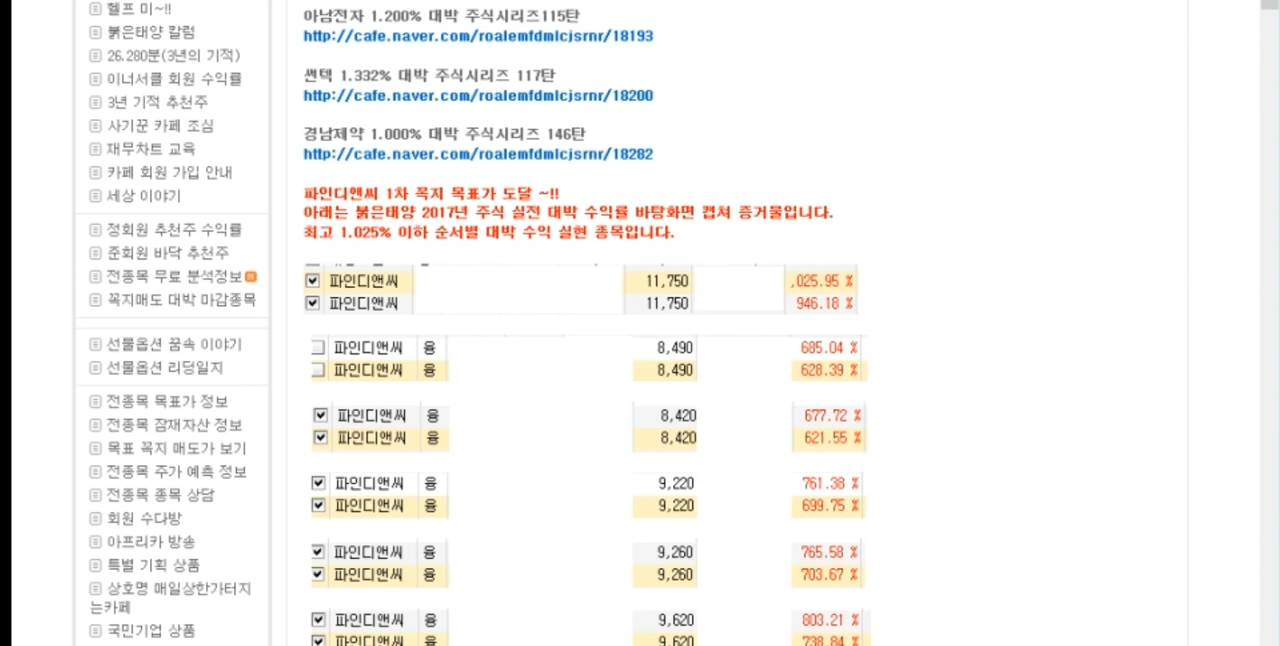 헬프 미~!!
붉은태양 칼럼
26.280분(3년의 기적)
이너서클 회원 수익률
3년 기적 추천주
사기꾼 카페 조심
재무차트 교육
카페 회원 가입 안내
세상 이야기
정회원 추천주 수익률
준회원 바닥 추천주
전종목 무료 분석정보
꼭지매도 대박 마감종목
선물옵션 꿈속 이야기
선물옵션 리딩일지
전종목 목표가 정보
전종목 잠재자산 정보
목표 꼭지 매도가 보기
전종목 주가 예측 정보
전종목 종목 상담
회원 수다방
아프리카 방송
특별 기획 상품
상호명 매일상한가터지
는카페
국민기업 상품
아남전자 1.200% 대박 주식시리즈115탄
http://cafe.naver.com/roalemfdmlcjsrnr/18193
썬텍 1.332% 대박 주식시리즈 117탄
http://cafe.naver.com/roalemfdmlcjsrnr/18200
경남제약 1.000% 대박 주식시리즈 146탄
http://cafe.naver.com/roalemfdmlcjsrnr/18282
파인디앤씨 1차 꼭지 목표가 도달 ~!!
아래는 붉은태양 2017년 주식 실전 대박 수익률 바탕화면 캡쳐 증거물입니다.
최고 1.025% 이하 순서별 대박 수익 실현 종목입니다.
파인디앤씨 11,750 ,025.95 %
파인디앤씨 11,750 946.18 %
파인디앤씨 융 8,490 685.04 %
파인디앤씨 융 8,490 628.39 %
파인디앤씨 융 8,420 677.72 %
파인디앤씨 융 8,420 621.55 %
파인디앤씨 융 9,220 761.38 %
파인디앤씨 융 9,220 699.75 %
파인디앤씨 융 9,260 765.58 %
파인디앤씨 융 9,260 703.67 %
파인디앤씨 융 9,620 803.21 %
파인디앤씨 융 9,620 738.84 %